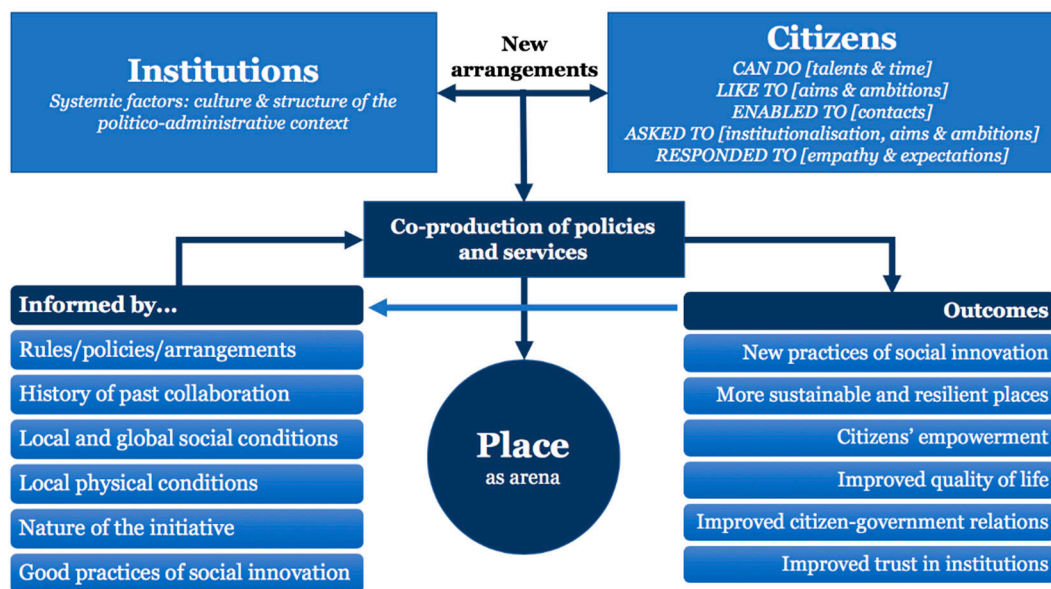 Institutions
Systemic factors: culture & structure of the
politico-administrative context
New
arrangements
Citizens
CAN DO [talents & time]
LIKE TO [aims & ambitions]
ENABLED TO [contacts]
ASKED TO [institutionalisation, aims & ambitions]
RESPONDED TO [empathy & expectations]
Co-production of policies
and services
Informed by...
Rules/policies/arrangements
History of past collaboration
Local and global social conditions
Local physical conditions
Nature of the initiative
Good practices of social innovation
Place
as arena
Outcomes
New practices of social innovation
More sustainable and resilient places
Citizens’ empowerment
Improved quality of life
Improved citizen-government relations
Improved trust in institutions